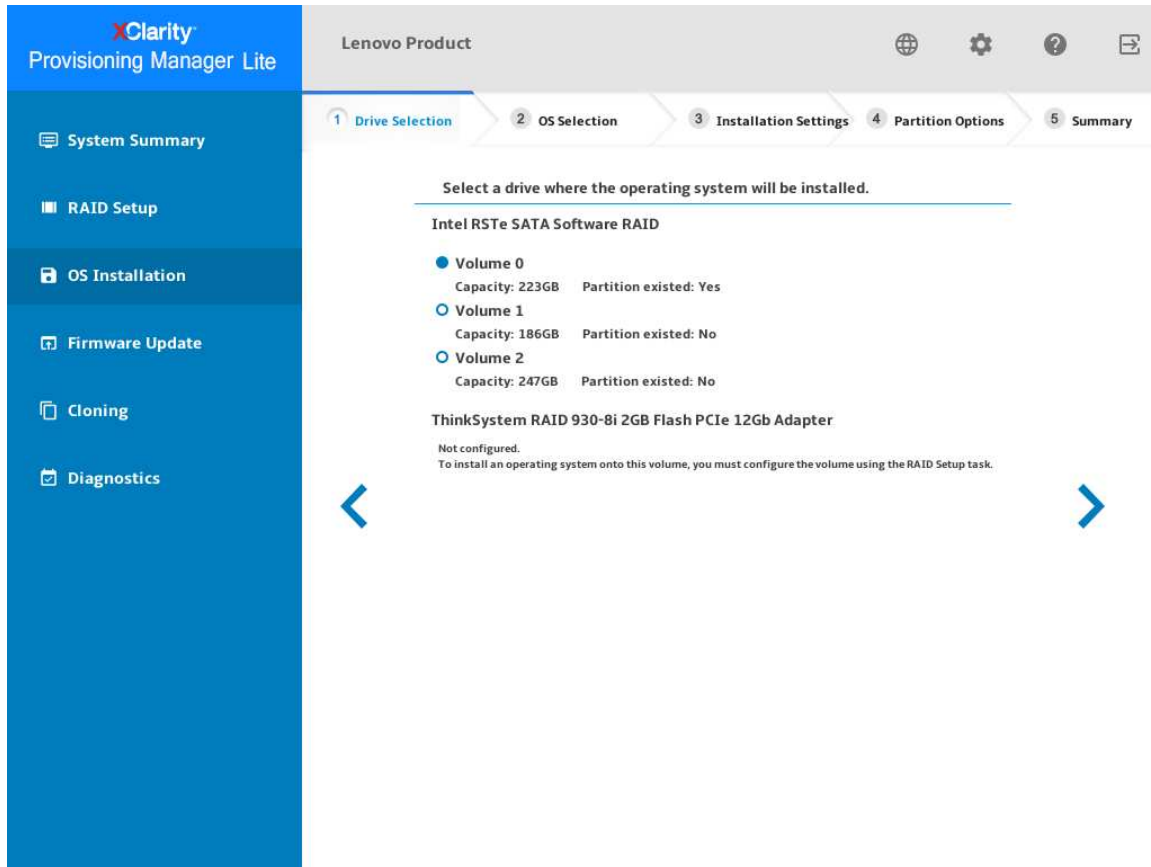 xClarity
Provisioning Manager Lite
Lenovo Product
System Summary
RAID Setup
OS Installation
Firmware Update
Cloning
Diagnostics
1 Drive Selection
2 OS Selection
3 Installation Settings
4 Partition Options
5 Summary
Select a drive where the operating system will be installed.
Intel RSTe SATA Software RAID
Volume 0
Capacity: 223GB Partition existed: Yes
Volume 1
Capacity: 186GB Partition existed: No
Volume 2
Capacity: 247GB Partition existed: No
ThinkSystem RAID 930-8i 2GB Flash PCIe 12Gb Adapter
Not configured.
To install an operating system onto this volume, you must configure the volume using the RAID Setup task.